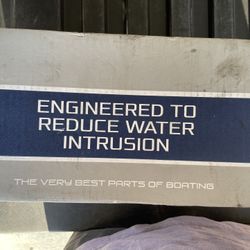 ENGINEERED TO
REDUCE WATER
INTRUSION
THE VERY BEST PARTS OF BOATING